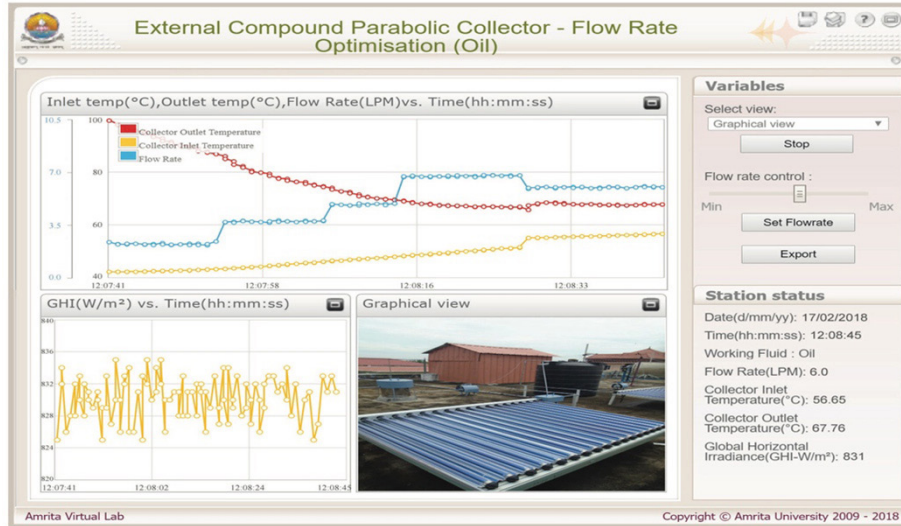 External Compound Parabolic Collector - Flow Rate
Optimisation (Oil)
Inlet temp(°C),Outlet temp(°C),Flow Rate(LPM)vs. Time(hh:mm:ss)
10.5
100
Collector Outlet Temperature
Collector Inlet Temperature
Flow Rate
7.0
80
3.5
60
0.0
40
12:07:41
12:07:58
12:08:16
12:08:33
GHI(W/m²) vs. Time(hh:mm:ss)
840
836
832
828
824
820
12:07:41
12:08:02
12:08:24
12:08:45
Graphical view
Variables
Select view:
Graphical view
Stop
Flow rate control :
Min
Max
Set Flowrate
Export
Station status
Date(d/mm/yy): 17/02/2018
Time(hh:mm:ss): 12:08:45
Working Fluid : Oil
Flow Rate(LPM): 6.0
Collector Inlet
Temperature(°C): 56.65
Collector Outlet
Temperature(°C): 67.76
Global Horizontal
Irradiance(GHI-W/m²): 831
Amrita Virtual Lab
Copyright © Amrita University 2009 - 2018